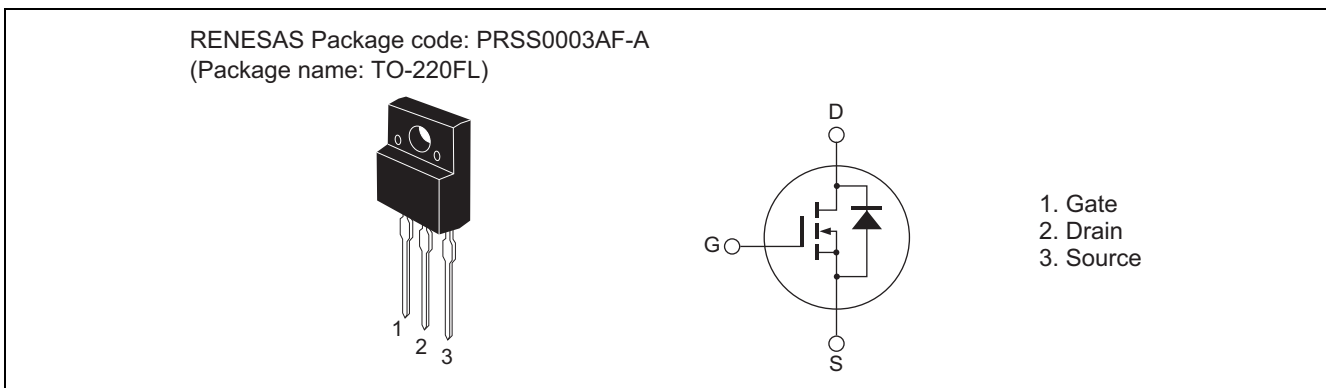 RENESAS Package code: PRSS0003AF-A
(Package name: TO-220FL)
1
2
3
D
G
S
1. Gate
2. Drain
3. Source